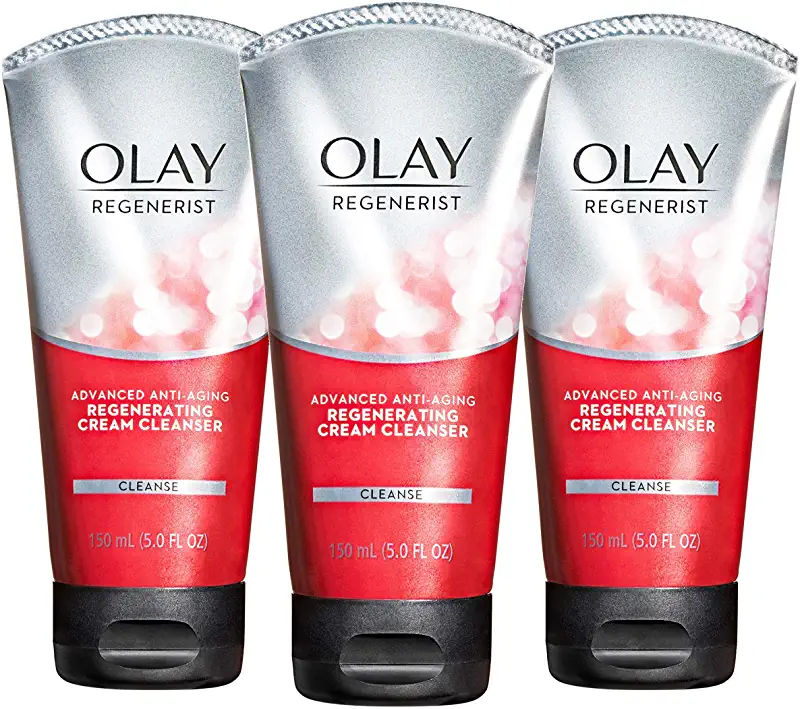 OLAY
REGENERIST
ADVANCED ANTI-AGING
REGENERATING
CREAM CLEANSER
CLEANSE
150 mL (5.0 FL OZ)
OLAY
REGENERIST
ADVANCED ANTI-AGING
REGENERATING
CREAM CLEANSER
CLEANSE
150 mL (5.0 FL OZ)
OLAY
REGENERIST
ADVANCED ANTI-AGING
REGENERATING
CREAM CLEANSER
CLEANSE
150 mL (5.0 FL OZ)